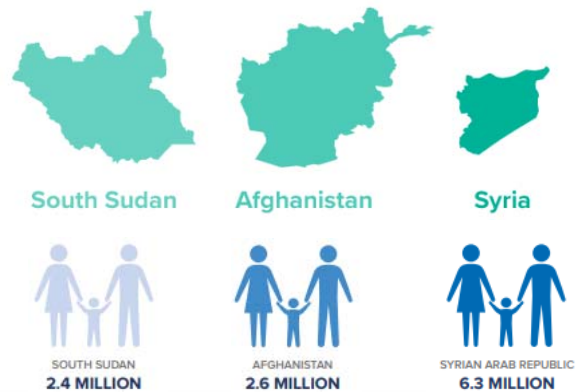 South Sudan
Afghanistan
Syria
SOUTH SUDAN
2.4 MILLION
AFGHANISTAN
2.6 MILLION
SYRIAN ARAB REPUBLIC
6.3 MILLION